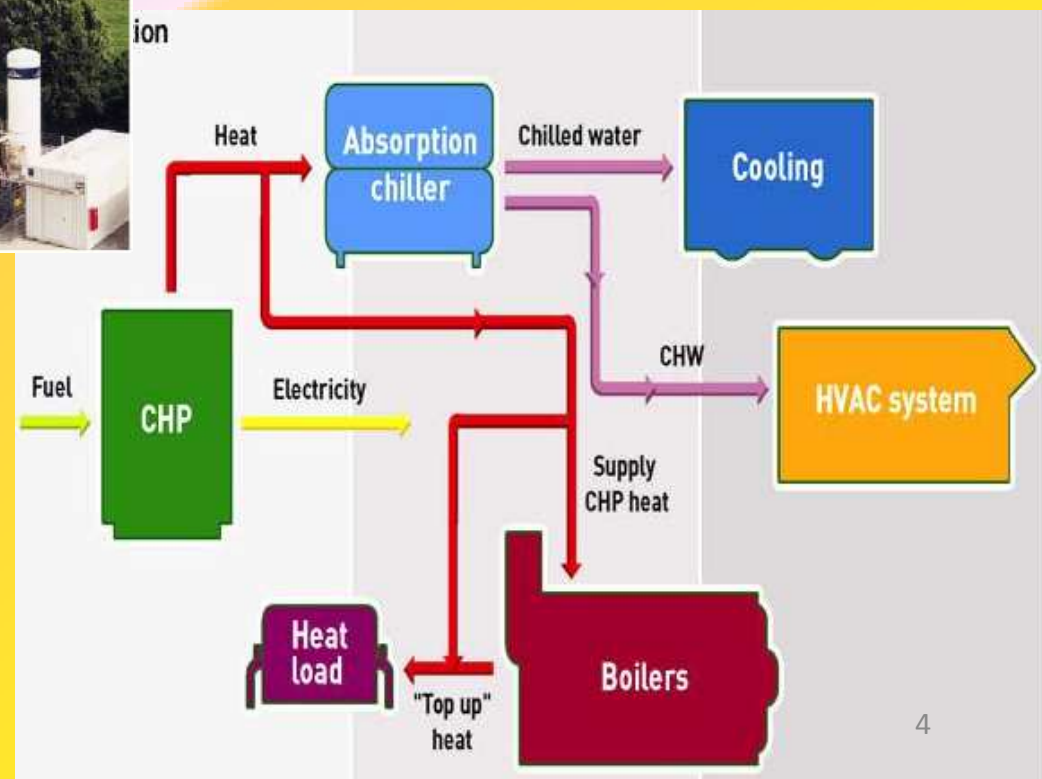 ion
Heat
Absorption
chiller
Chilled water
Cooling
Fuel
CHP
Electricity
CHW
HVAC system
Supply
CHP heat
Heat
load
"Top up"
heat
Boilers
4